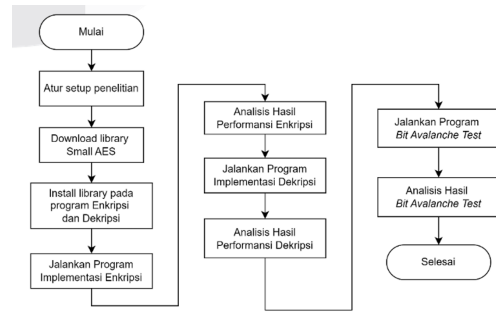 Mulai
Atur setup penelitian
Download library
Small AES
Install library pada
program Enkripsi
dan Dekripsi
Jalankan Program
Implementasi Enkripsi
Analisis Hasil
Performansi Enkripsi
Jalankan Program
Implementasi Dekripsi
Analisis Hasil
Performansi Dekripsi
Jalankan Program
Bit Avalanche Test
Analisis Hasil
Bit Avalanche Test
Selesai